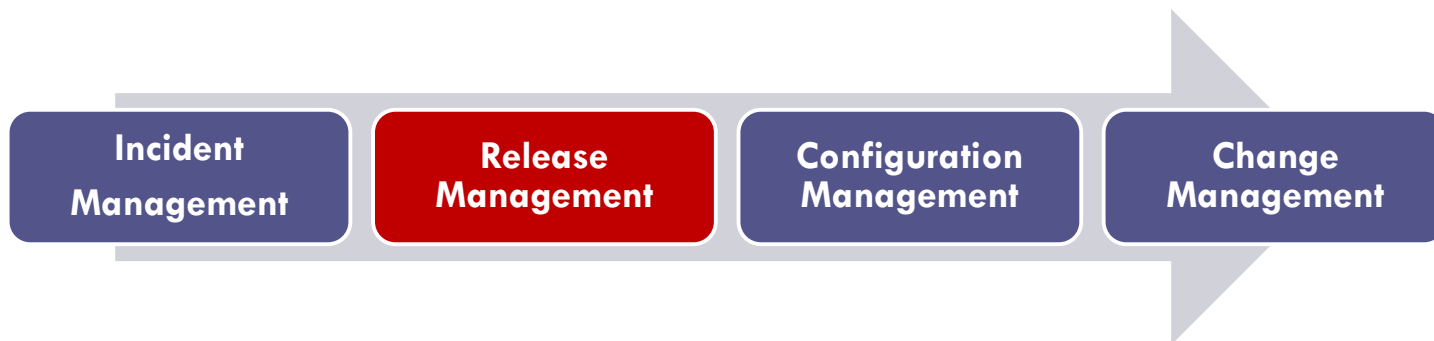 Incident
Management
Release
Management
Configuration
Management
Change
Management